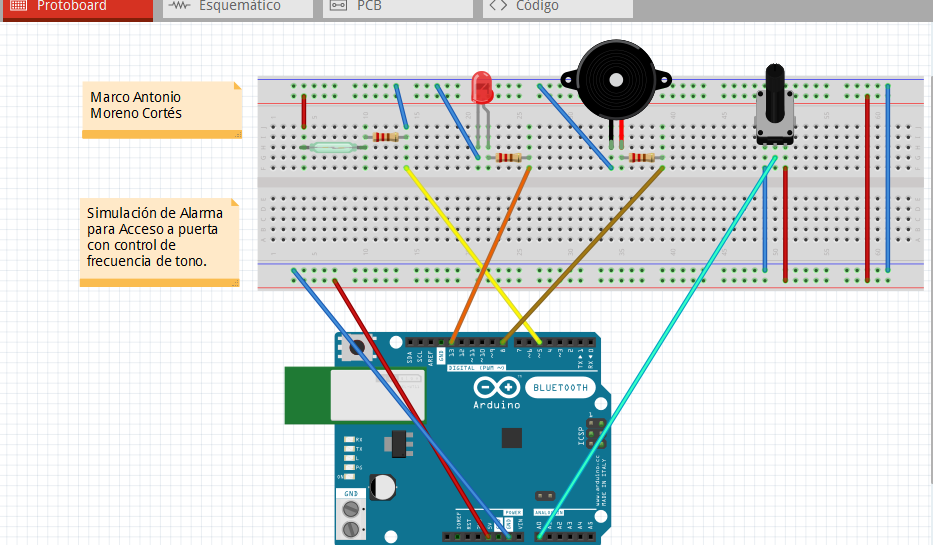 Protoboard
Esquemático
PCB
Código
Marco Antonio
Moreno Cortés
Simulación de Alarma
para Acceso a puerta
con control de
frecuencia de tono.
SDA
SCL
AREF
GND
13
12
~11
~10
~9
8
7
~6
~5
4
~3
2
TX▶1
RX◀0
DIGITAL (PWM ~)
Arduino
BLUETOOTH
ICSP
1
RX
TX
L
PG
ON
GND
www.arduino.cc
MADE IN ITALY
POWER
ANALOG IN
IOREF
RST
5V
GND
VIN
A0
A2
A3
A4
A5